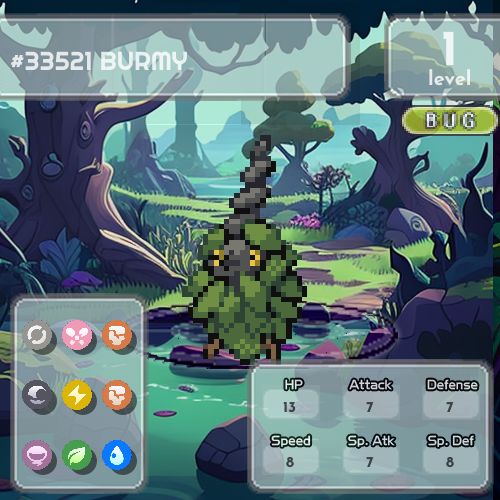 #33521 BURMY
1
level
BUG
HP Attack Defense
13 7 7
Speed Sp. Atk Sp. Def
8 7 8